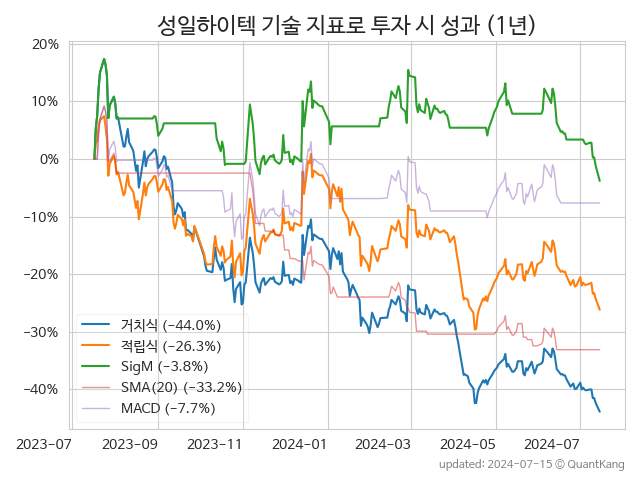 성일하이텍 기술 지표로 투자 시 성과 (1년)
20%
10%
0%
−10%
−20%
−30%
−40%
거치식 (−44.0%)
적립식 (−26.3%)
SigM (−3.8%)
SMA(20) (−33.2%)
MACD (−7.7%)
2023-07 2023-09 2023-11 2024-01 2024-03 2024-05 2024-07
updated: 2024-07-15 © QuantKang